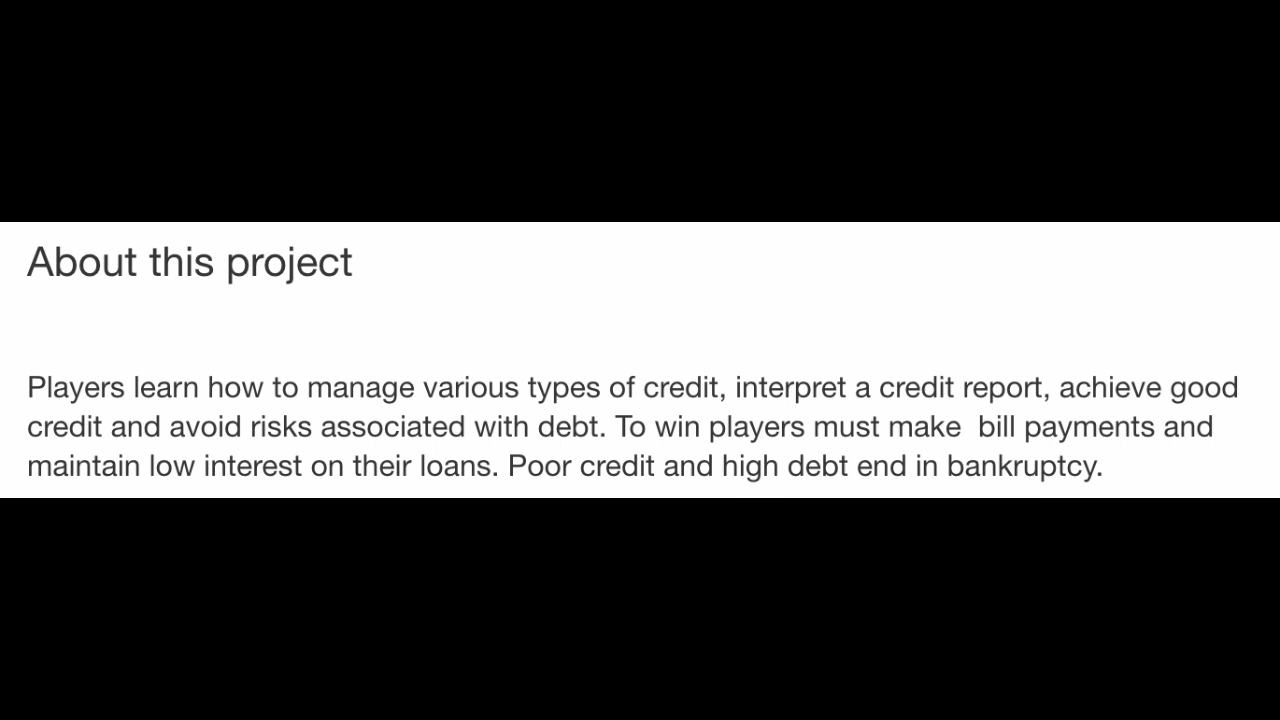 About this project
Players learn how to manage various types of credit, interpret a credit report, achieve good
credit and avoid risks associated with debt. To win players must make  bill payments and
maintain low interest on their loans. Poor credit and high debt end in bankruptcy.